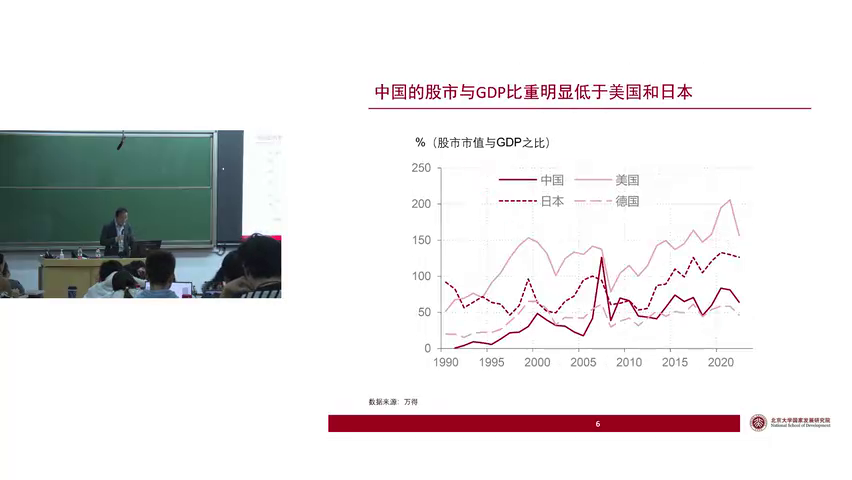 中国的股市与GDP比重明显低于美国和日本
%（股市市值与GDP之比）
250
200
150
100
50
0
中国
美国
日本
德国
1990 1995 2000 2005 2010 2015 2020
数据来源：万得
6
北京大学国家发展研究院
National School of Development